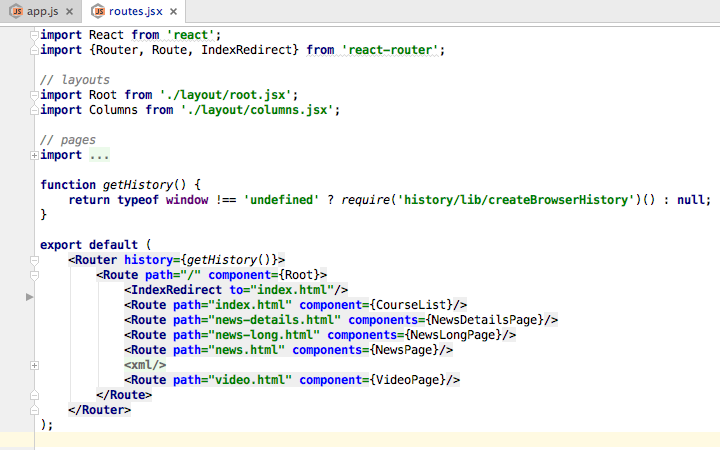 app.js × routes.jsx ×
import React from 'react';
import {Router, Route, IndexRedirect} from 'react-router';
// layouts
import Root from './layout/root.jsx';
import Columns from './layout/columns.jsx';
// pages
import ...
function getHistory() {
    return typeof window !== 'undefined' ? require('history/lib/createBrowserHistory')() : null;
}
export default (
    <Router history={getHistory()}>
        <Route path="/" component={Root}>
            <IndexRedirect to="index.html"/>
            <Route path="index.html" component={CourseList}/>
            <Route path="news-details.html" components={NewsDetailsPage}/>
            <Route path="news-long.html" components={NewsLongPage}/>
            <Route path="news.html" components={NewsPage}/>
            <xml/>
            <Route path="video.html" component={VideoPage}/>
        </Route>
    </Router>
);